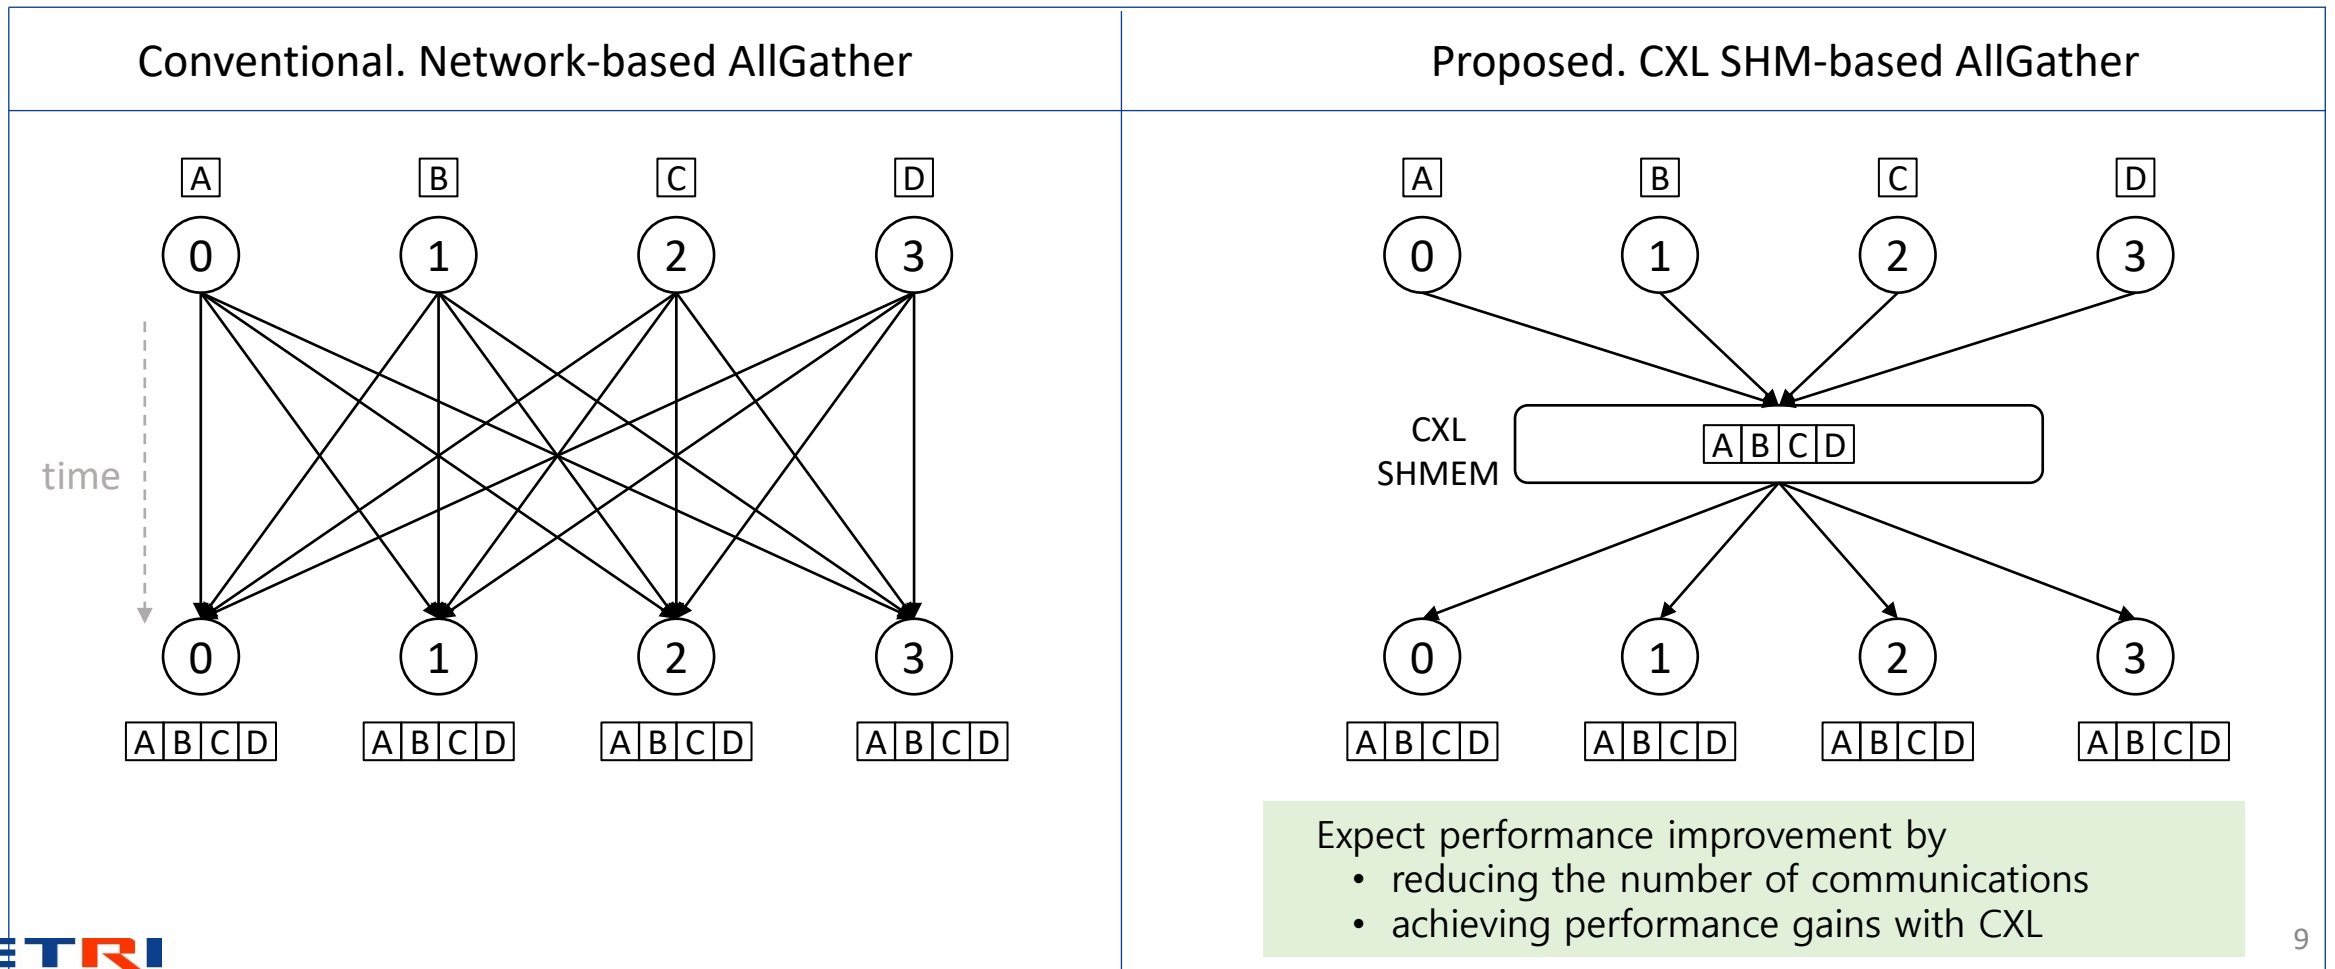 Conventional. Network-based AllGather
A B C D
0 1 2 3
time
0 1 2 3
A B C D A B C D A B C D A B C D
Proposed. CXL SHM-based AllGather
A B C D
0 1 2 3
CXL
SHMEM
A B C D
0 1 2 3
A B C D A B C D A B C D A B C D
Expect performance improvement by
• reducing the number of communications
• achieving performance gains with CXL
ETRI
9